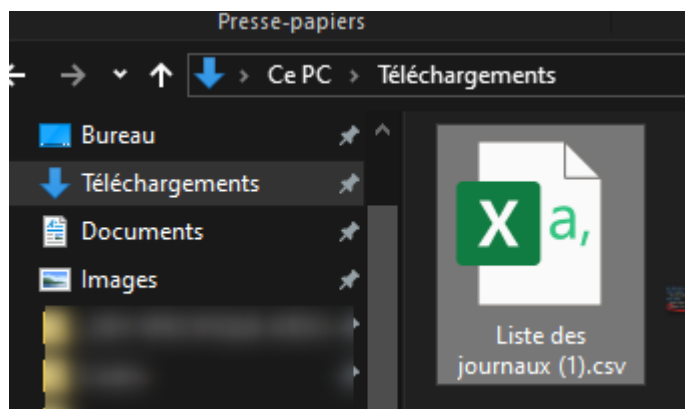 Presse-papiers
Ce PC
Téléchargements
Bureau
Téléchargements
Documents
Images
a,
X
Liste des
journaux (1).csv